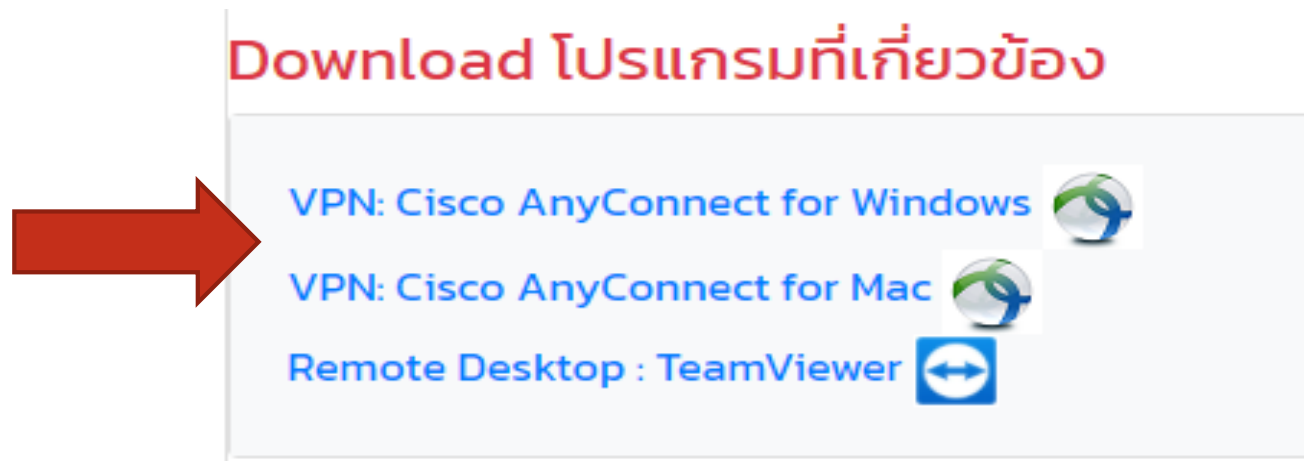 Download โปรแกรมที่เกี่ยวข้อง
VPN: Cisco AnyConnect for Windows
VPN: Cisco AnyConnect for Mac
Remote Desktop : TeamViewer